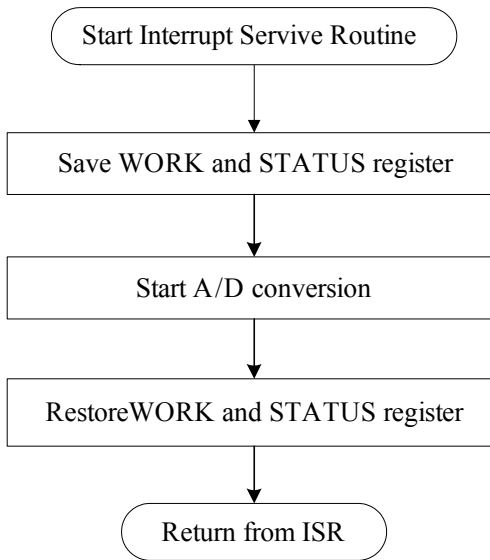 Start Interrupt Servive Routine
Save WORK and STATUS register
Start A/D conversion
RestoreWORK and STATUS register
Return from ISR